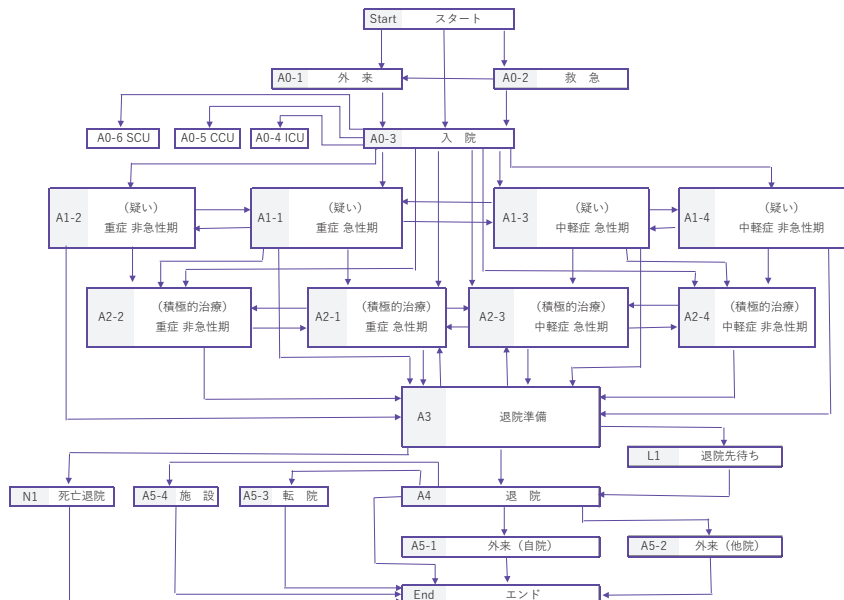 Start スタート
A0-1 外　来
A0-2 救　急
A0-6 SCU
A0-5 CCU
A0-4 ICU
A0-3 入　院
A1-2 （疑い）
重症 非急性期
A1-1 （疑い）
重症 急性期
A1-3 （疑い）
中軽症 急性期
A1-4 （疑い）
中軽症 非急性期
A2-2 （積極的治療）
重症 非急性期
A2-1 （積極的治療）
重症 急性期
A2-3 （積極的治療）
中軽症 急性期
A2-4 （積極的治療）
中軽症 非急性期
A3 退院準備
L1 退院先待ち
N1 死亡退院
A5-4 施　設
A5-3 転　院
A4 退　院
A5-1 外来（自院）
A5-2 外来（他院）
End エンド